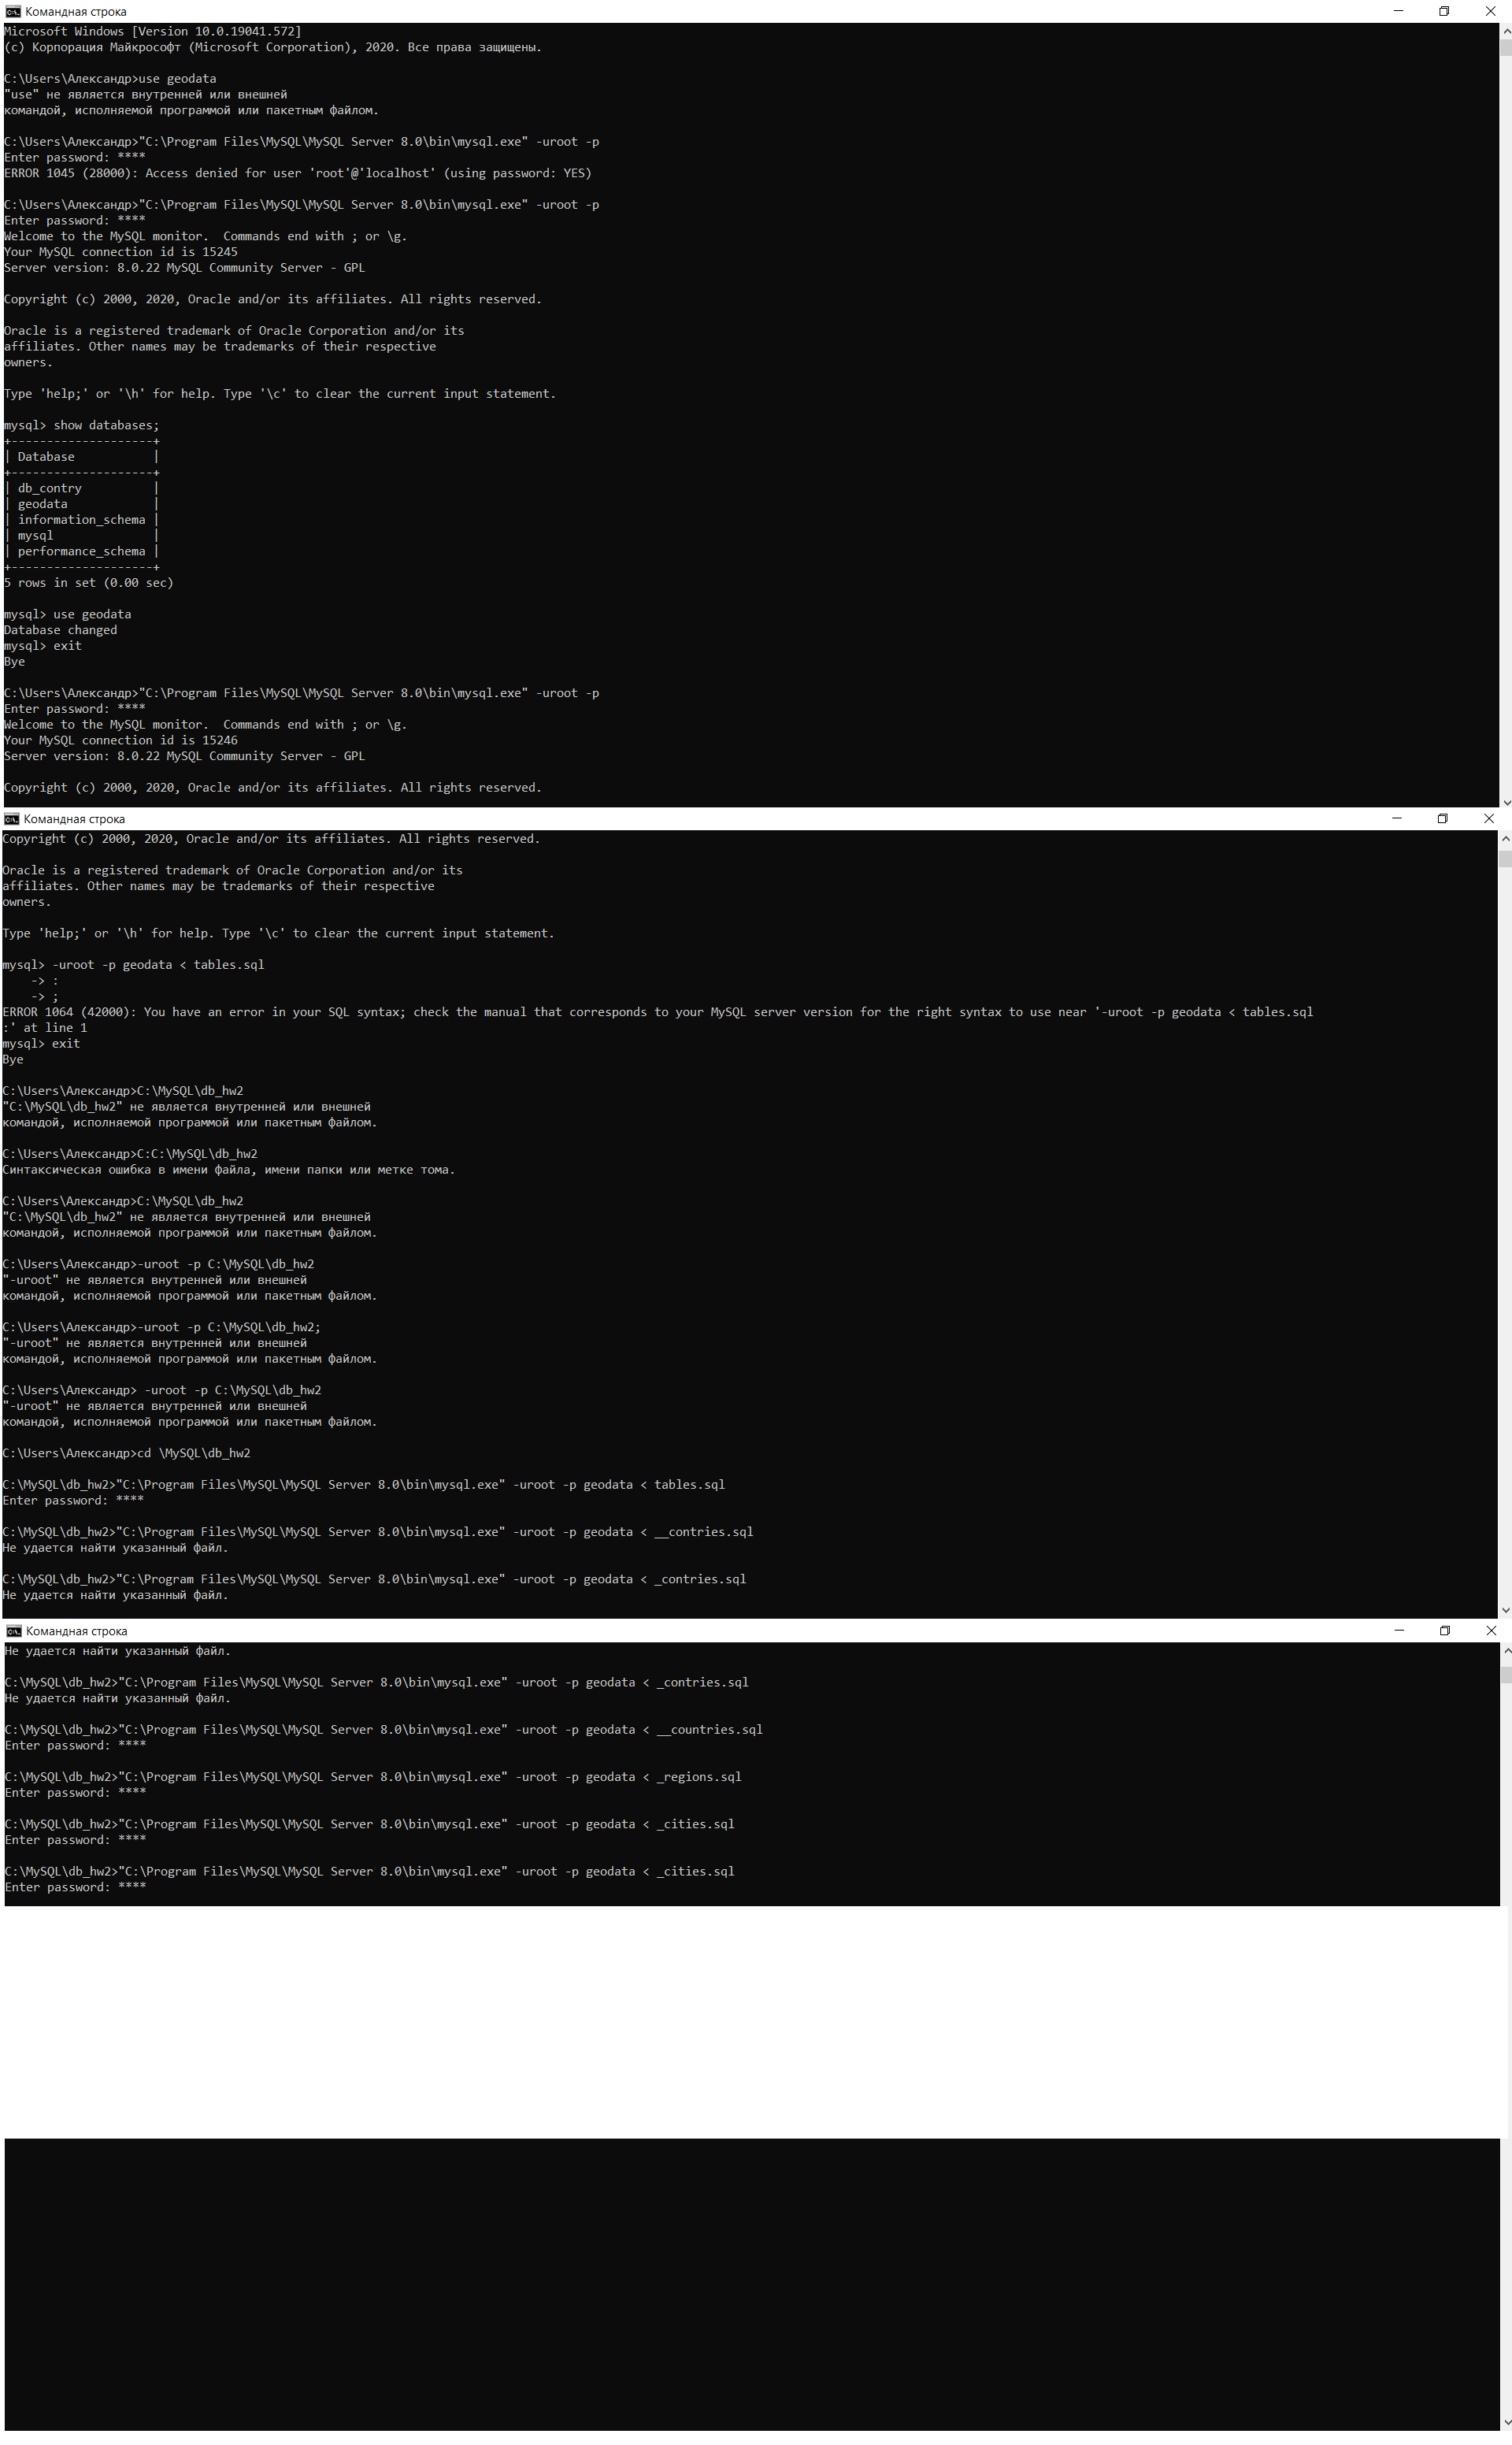 Командная строка
Microsoft Windows [Version 10.0.19041.572]
(c) Корпорация Майкрософт (Microsoft Corporation), 2020. Все права защищены.
C:\Users\Александр>use geodata
"use" не является внутренней или внешней
командой, исполняемой программой или пакетным файлом.
C:\Users\Александр>"C:\Program Files\MySQL\MySQL Server 8.0\bin\mysql.exe" -uroot -p
Enter password: ****
ERROR 1045 (28000): Access denied for user 'root'@'localhost' (using password: YES)
C:\Users\Александр>"C:\Program Files\MySQL\MySQL Server 8.0\bin\mysql.exe" -uroot -p
Enter password: ****
Welcome to the MySQL monitor.  Commands end with ; or \g.
Your MySQL connection id is 15245
Server version: 8.0.22 MySQL Community Server - GPL
Copyright (c) 2000, 2020, Oracle and/or its affiliates. All rights reserved.
Oracle is a registered trademark of Oracle Corporation and/or its
affiliates. Other names may be trademarks of their respective
owners.
Type 'help;' or '\h' for help. Type '\c' to clear the current input statement.
mysql> show databases;
+--------------------+
| Database           |
+--------------------+
| db_contry          |
| geodata            |
| information_schema |
| mysql              |
| performance_schema |
+--------------------+
5 rows in set (0.00 sec)
mysql> use geodata
Database changed
mysql> exit
Bye
C:\Users\Александр>"C:\Program Files\MySQL\MySQL Server 8.0\bin\mysql.exe" -uroot -p
Enter password: ****
Welcome to the MySQL monitor.  Commands end with ; or \g.
Your MySQL connection id is 15246
Server version: 8.0.22 MySQL Community Server - GPL
Copyright (c) 2000, 2020, Oracle and/or its affiliates. All rights reserved.
Командная строка
Copyright (c) 2000, 2020, Oracle and/or its affiliates. All rights reserved.
Oracle is a registered trademark of Oracle Corporation and/or its
affiliates. Other names may be trademarks of their respective
owners.
Type 'help;' or '\h' for help. Type '\c' to clear the current input statement.
mysql> -uroot -p geodata < tables.sql
    -> :
    -> ;
ERROR 1064 (42000): You have an error in your SQL syntax; check the manual that corresponds to your MySQL server version for the right syntax to use near '-uroot -p geodata < tables.sql
:' at line 1
mysql> exit
Bye
C:\Users\Александр>C:\MySQL\db_hw2
"C:\MySQL\db_hw2" не является внутренней или внешней
командой, исполняемой программой или пакетным файлом.
C:\Users\Александр>C:C:\MySQL\db_hw2
Синтаксическая ошибка в имени файла, имени папки или метке тома.
C:\Users\Александр>C:\MySQL\db_hw2
"C:\MySQL\db_hw2" не является внутренней или внешней
командой, исполняемой программой или пакетным файлом.
C:\Users\Александр>-uroot -p C:\MySQL\db_hw2
"-uroot" не является внутренней или внешней
командой, исполняемой программой или пакетным файлом.
C:\Users\Александр>-uroot -p C:\MySQL\db_hw2;
"-uroot" не является внутренней или внешней
командой, исполняемой программой или пакетным файлом.
C:\Users\Александр> -uroot -p C:\MySQL\db_hw2
"-uroot" не является внутренней или внешней
командой, исполняемой программой или пакетным файлом.
C:\Users\Александр>cd \MySQL\db_hw2
C:\MySQL\db_hw2>"C:\Program Files\MySQL\MySQL Server 8.0\bin\mysql.exe" -uroot -p geodata < tables.sql
Enter password: ****
C:\MySQL\db_hw2>"C:\Program Files\MySQL\MySQL Server 8.0\bin\mysql.exe" -uroot -p geodata < __contries.sql
Не удается найти указанный файл.
C:\MySQL\db_hw2>"C:\Program Files\MySQL\MySQL Server 8.0\bin\mysql.exe" -uroot -p geodata < _contries.sql
Не удается найти указанный файл.
Командная строка
Не удается найти указанный файл.
C:\MySQL\db_hw2>"C:\Program Files\MySQL\MySQL Server 8.0\bin\mysql.exe" -uroot -p geodata < _contries.sql
Не удается найти указанный файл.
C:\MySQL\db_hw2>"C:\Program Files\MySQL\MySQL Server 8.0\bin\mysql.exe" -uroot -p geodata < __countries.sql
Enter password: ****
C:\MySQL\db_hw2>"C:\Program Files\MySQL\MySQL Server 8.0\bin\mysql.exe" -uroot -p geodata < _regions.sql
Enter password: ****
C:\MySQL\db_hw2>"C:\Program Files\MySQL\MySQL Server 8.0\bin\mysql.exe" -uroot -p geodata < _cities.sql
Enter password: ****
C:\MySQL\db_hw2>"C:\Program Files\MySQL\MySQL Server 8.0\bin\mysql.exe" -uroot -p geodata < _cities.sql
Enter password: ****